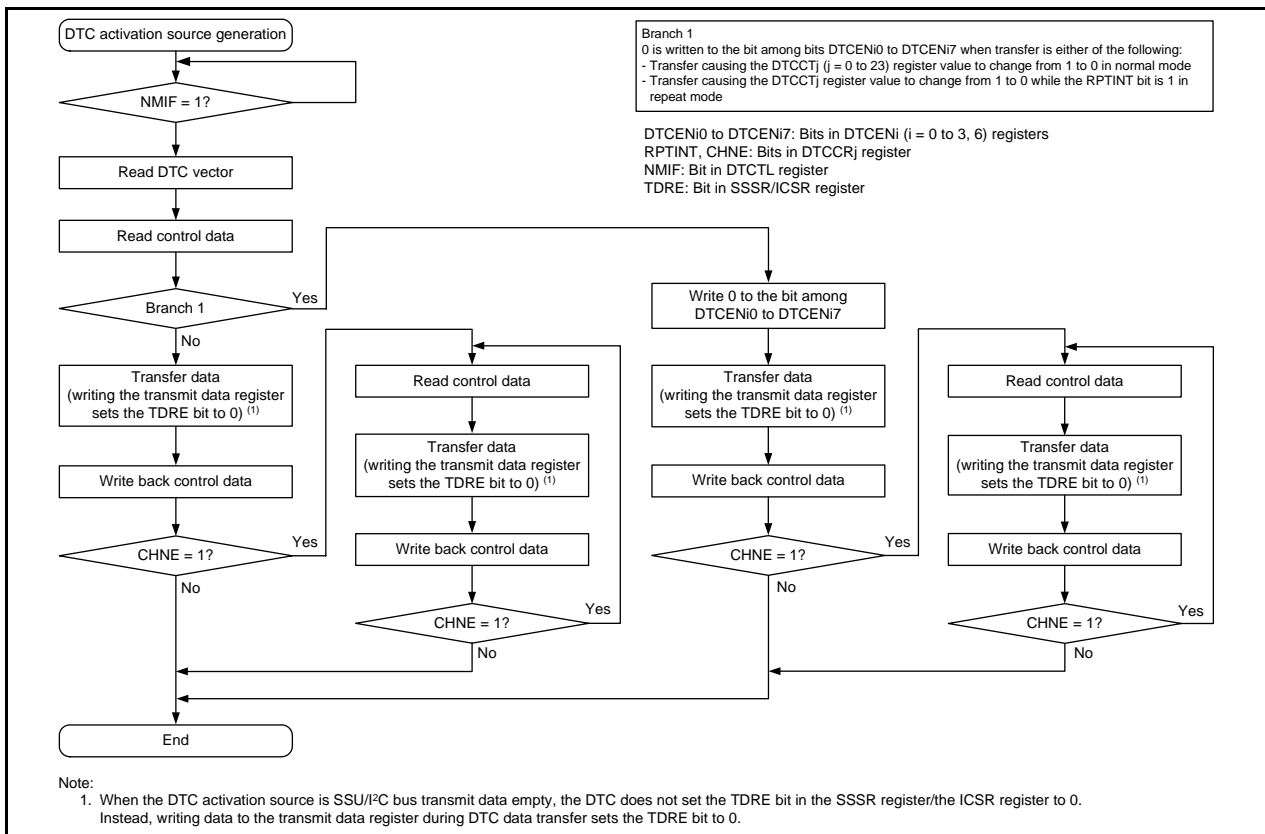 DTC activation source generation
NMIF = 1?
Read DTC vector
Read control data
Branch 1
Yes
No
Transfer data
(writing the transmit data register
sets the TDRE bit to 0) (1)
Write back control data
CHNE = 1?
Yes
No
Read control data
Transfer data
(writing the transmit data register
sets the TDRE bit to 0) (1)
Write back control data
CHNE = 1?
Yes
No
End
Branch 1
0 is written to the bit among bits DTCENi0 to DTCENi7 when transfer is either of the following:
- Transfer causing the DTCCTj (j = 0 to 23) register value to change from 1 to 0 in normal mode
- Transfer causing the DTCCTj register value to change from 1 to 0 while the RPTINT bit is 1 in
repeat mode
DTCENi0 to DTCENi7: Bits in DTCENi (i = 0 to 3, 6) registers
RPTINT, CHNE: Bits in DTCCRj register
NMIF: Bit in DTCTL register
TDRE: Bit in SSSR/ICSR register
Write 0 to the bit among
DTCENi0 to DTCENi7
Transfer data
(writing the transmit data register
sets the TDRE bit to 0) (1)
Write back control data
CHNE = 1?
Yes
No
Read control data
Transfer data
(writing the transmit data register
sets the TDRE bit to 0) (1)
Write back control data
CHNE = 1?
Yes
No
Note:
1. When the DTC activation source is SSU/I²C bus transmit data empty, the DTC does not set the TDRE bit in the SSSR register/the ICSR register to 0.
Instead, writing data to the transmit data register during DTC data transfer sets the TDRE bit to 0.